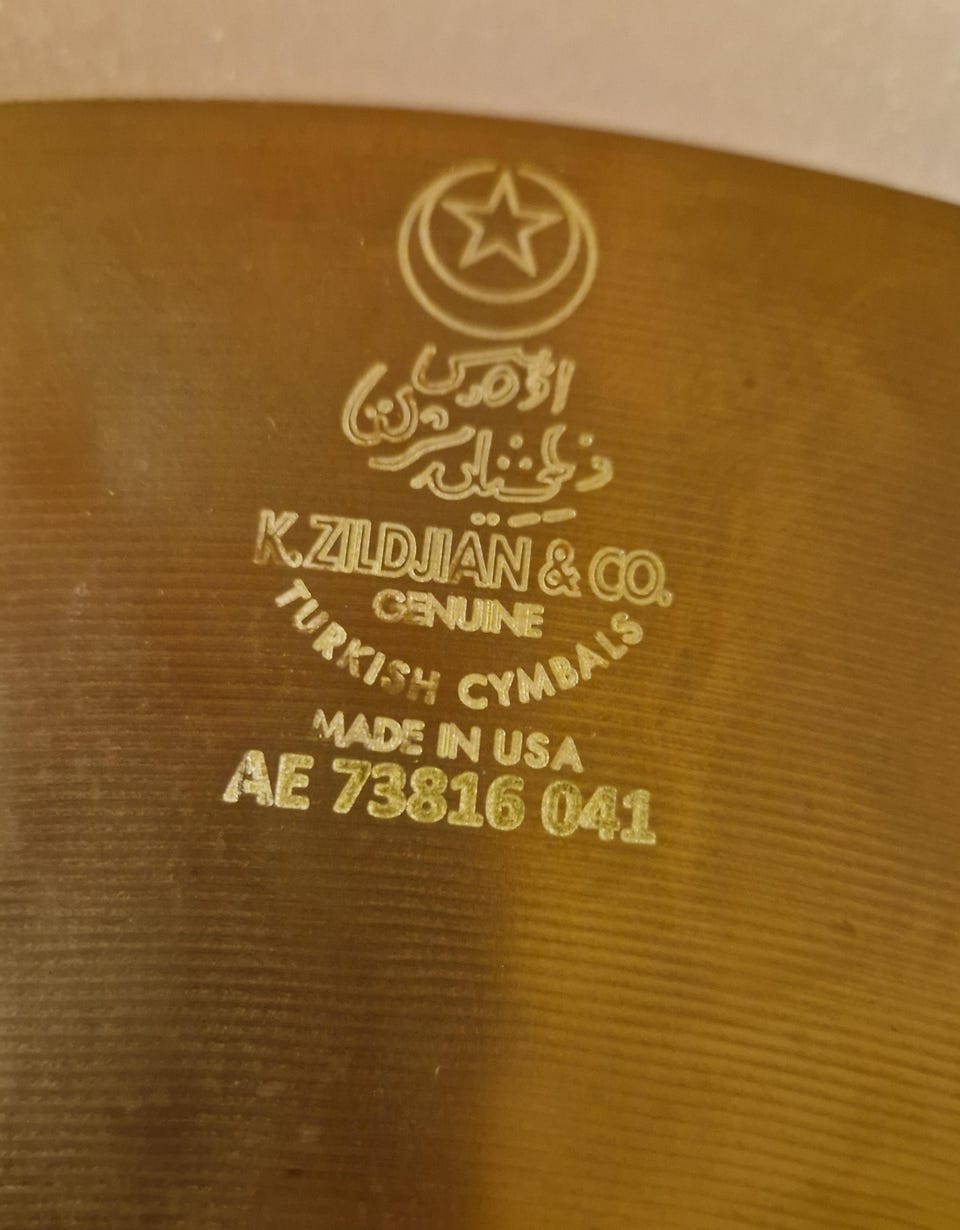 K. ZILDJIAN & CO.
GENUINE
TURKISH CYMBALS
MADE IN USA
AE 73816 041